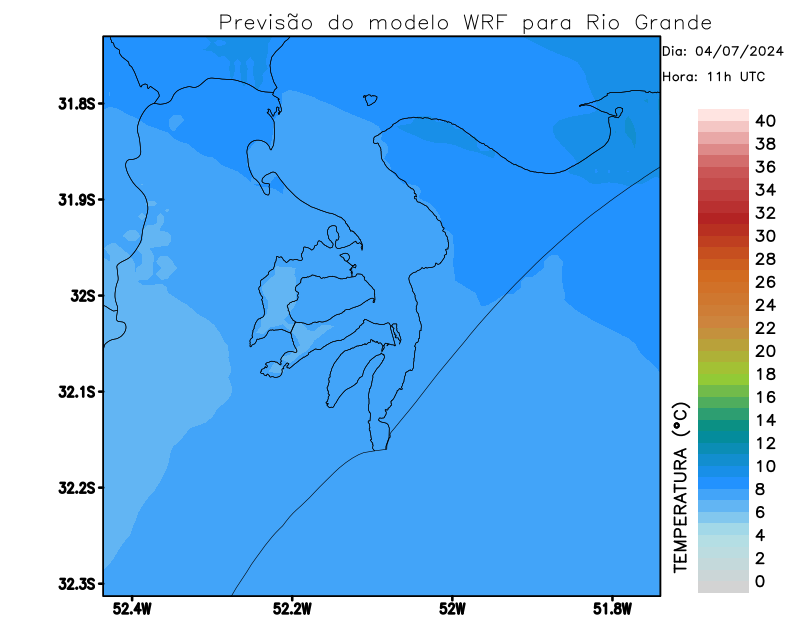 Previsão do modelo WRF para Rio Grande
Dia: 04/07/2024
Hora: 11h UTC
31.8S
31.9S
32S
32.1S
32.2S
32.3S
52.4W
52.2W
52W
51.8W
TEMPERATURA (°C)
40
38
36
34
32
30
28
26
24
22
20
18
16
14
12
10
8
6
4
2
0